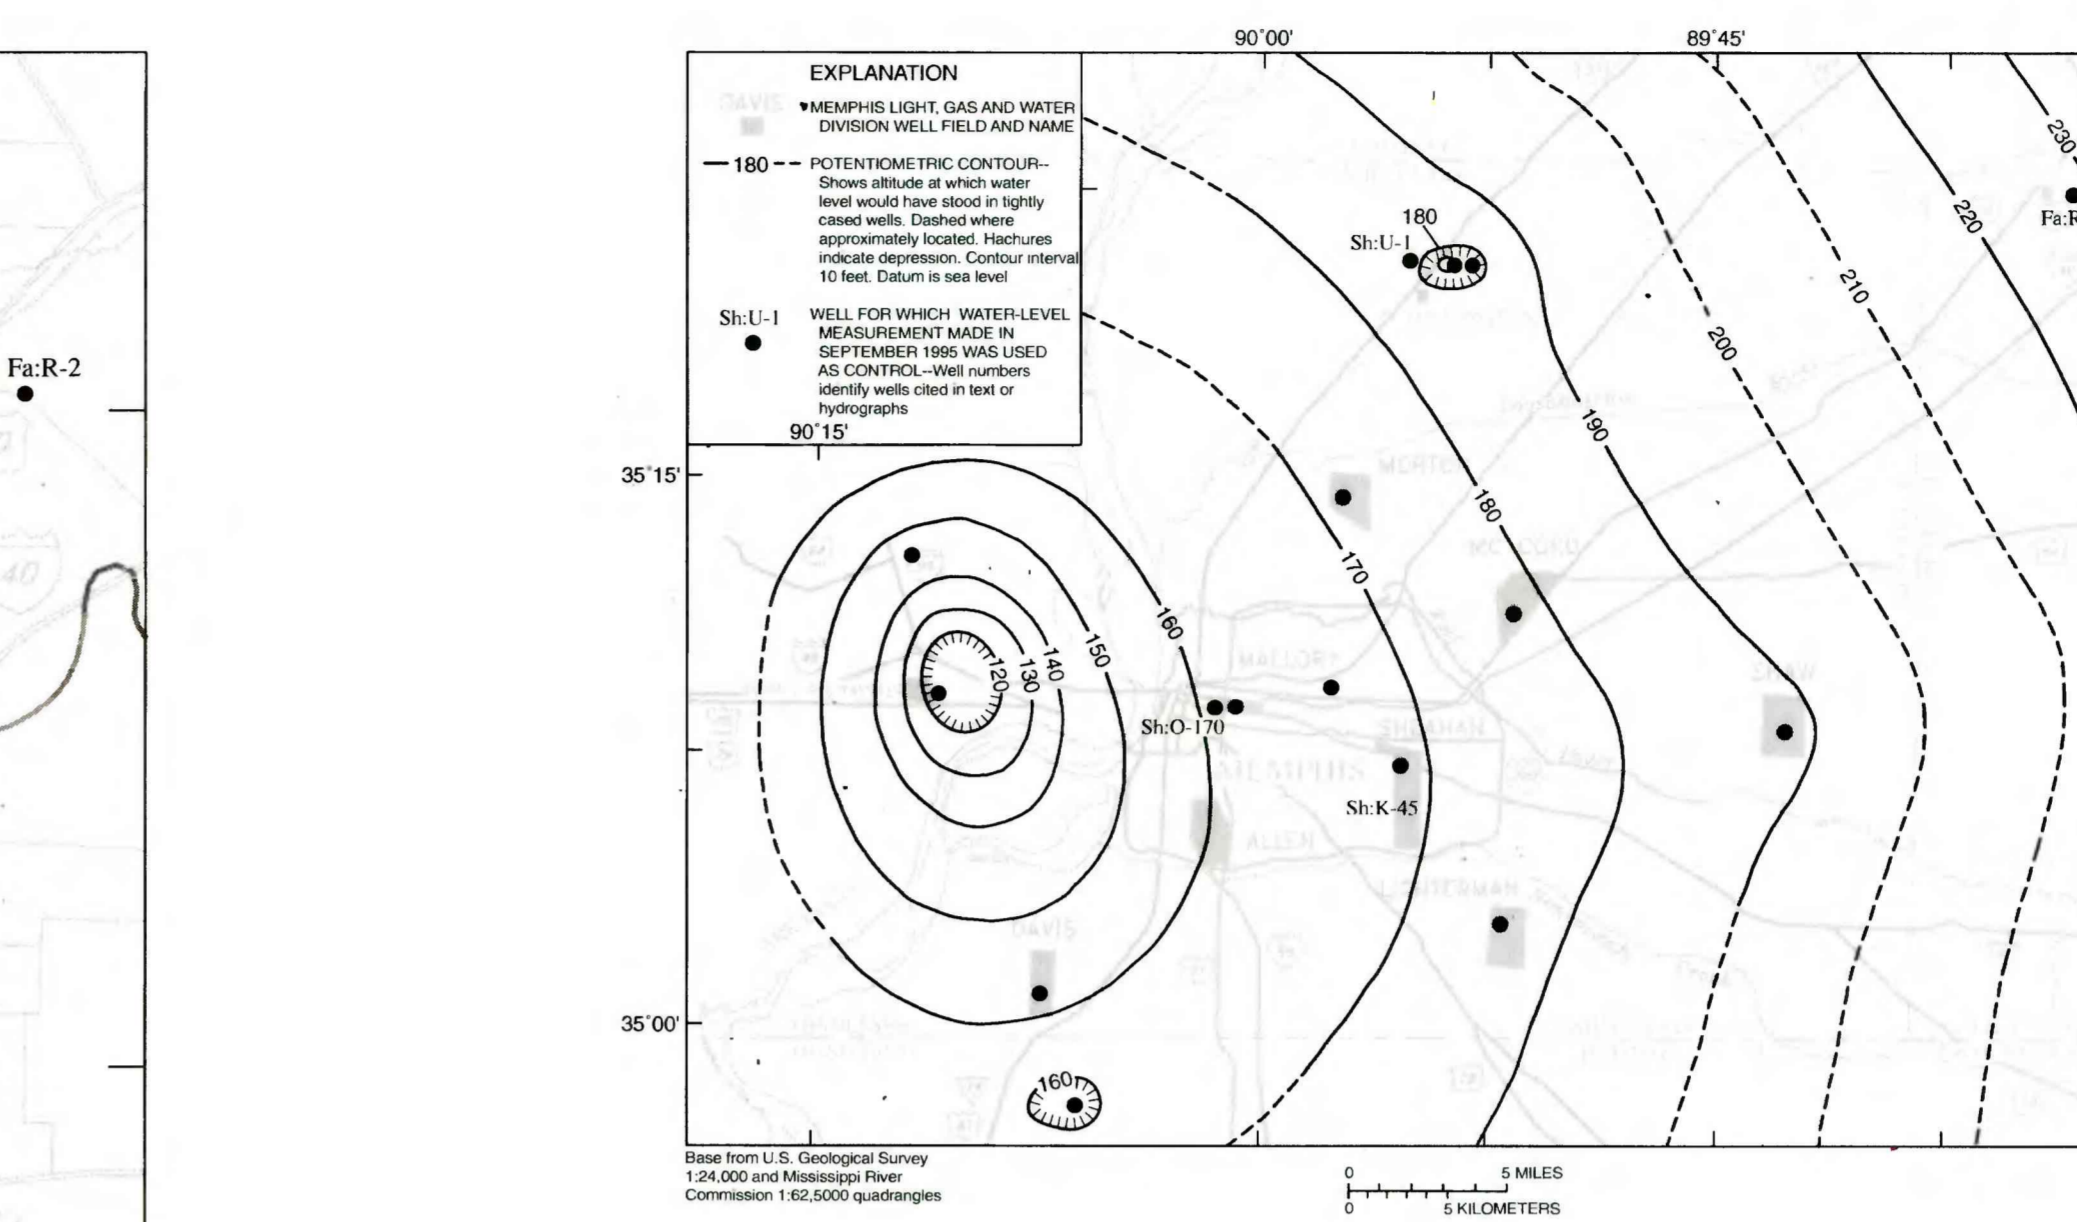 Fa:R-2
40
90°00'
89°45'
EXPLANATION
MEMPHIS LIGHT, GAS AND WATER
DIVISION WELL FIELD AND NAME
180
POTENTIOMETRIC CONTOUR--
Shows altitude at which water
level would have stood in tightly
cased wells. Dashed where
approximately located. Hachures
indicate depression. Contour interval
10 feet. Datum is sea level
Sh:U-1
WELL FOR WHICH WATER-LEVEL
MEASUREMENT MADE IN
SEPTEMBER 1995 WAS USED
AS CONTROL--Well numbers
identify wells cited in text or
hydrographs
90°15'
DAVIS
35°15'
35°00'
180
Sh:U-1
230
Fa:R
220
210
200
190
180
170
160
150
140
130
120
MORTON
MC CORD
MALLORY
SHAW
SHEAHAN
Sh:O-170
MEMPHIS
Sh:K-45
ALLEN
LICHTERMAN
DAVIS
160
Base from U.S. Geological Survey
1:24,000 and Mississippi River
Commission 1:62,5000 quadrangles
0 5 MILES
0 5 KILOMETERS